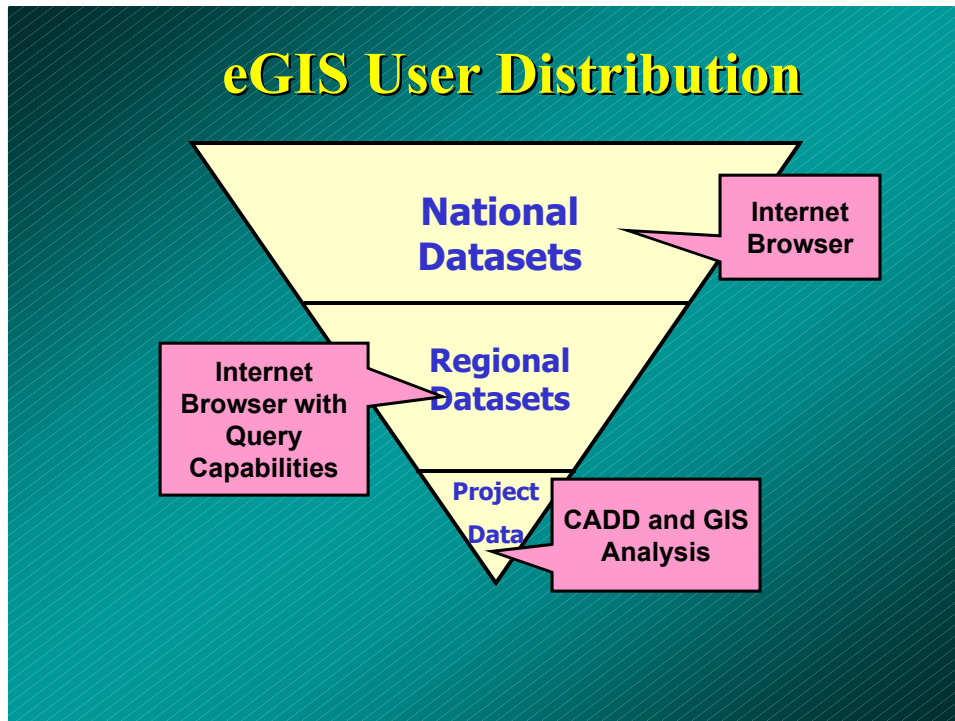 eGIS User Distribution
National
Datasets
Internet
Browser
Regional
Datasets
Internet
Browser with
Query
Capabilities
Project
Data
CADD and GIS
Analysis